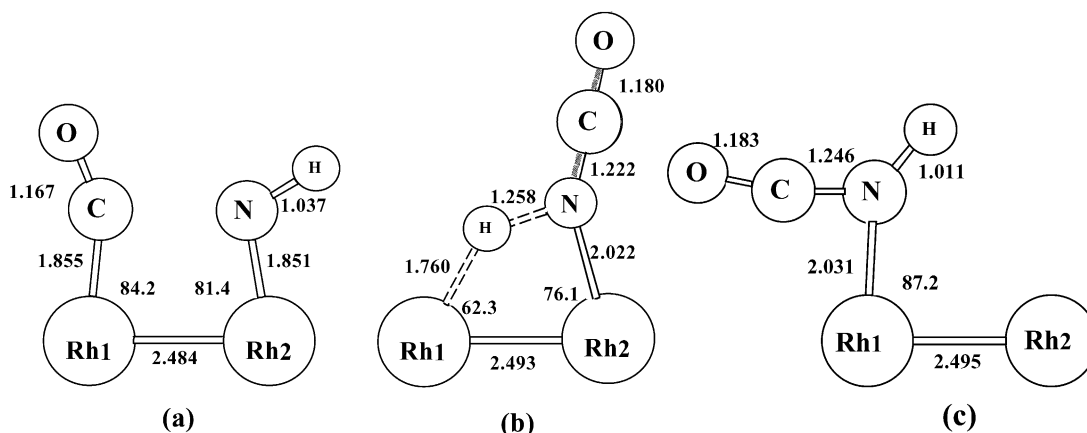 O
H
1.167
C
N
1.037
1.855
1.851
84.2
81.4
Rh1
Rh2
2.484
(a)
O
1.180
C
1.222
1.258
N
H
1.760
2.022
62.3
76.1
Rh1
Rh2
2.493
(b)
H
1.183
1.246
O
C
N
1.011
2.031
87.2
Rh1
Rh2
2.495
(c)